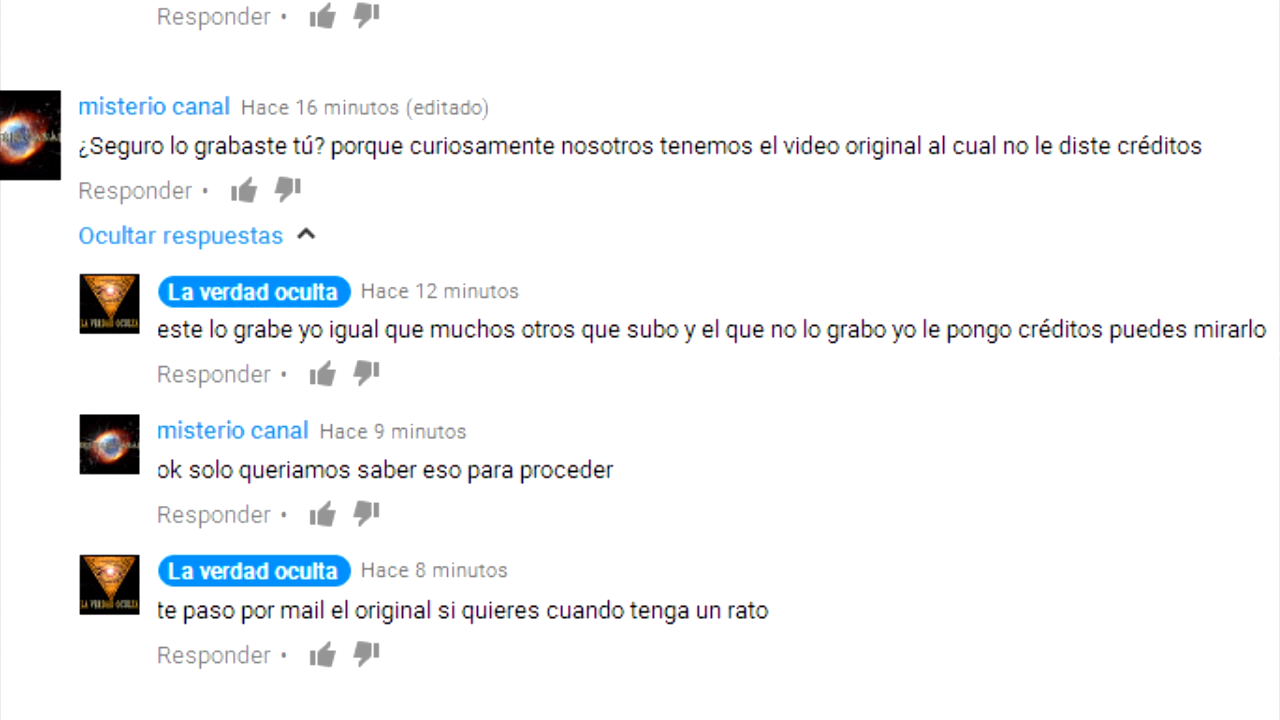 Responder •
misterio canal Hace 16 minutos (editado)
¿Seguro lo grabaste tú? porque curiosamente nosotros tenemos el video original al cual no le diste créditos
Responder •
Ocultar respuestas
La verdad oculta Hace 12 minutos
este lo grabe yo igual que muchos otros que subo y el que no lo grabo yo le pongo créditos puedes mirarlo
Responder •
misterio canal Hace 9 minutos
ok solo queriamos saber eso para proceder
Responder •
La verdad oculta Hace 8 minutos
te paso por mail el original si quieres cuando tenga un rato
Responder •